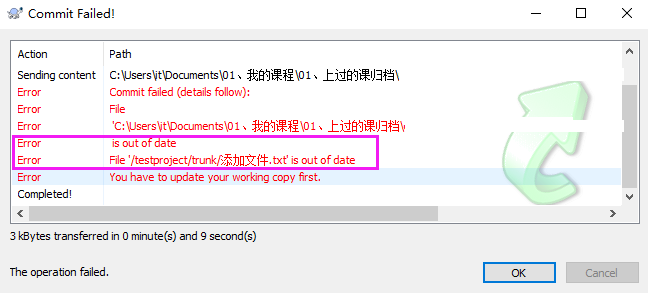 Commit Failed!
Action Path
Sending content C:\Users\jt\Documents\01、我的课程\01、上过的课归档\
Error Commit failed (details follow):
Error File
Error 'C:\Users\jt\Documents\01、我的课程\01、上过的课归档\
Error is out of date
Error File '/testproject/trunk/添加文件.txt' is out of date
Error You have to update your working copy first.
Completed!
3 kBytes transferred in 0 minute(s) and 9 second(s)
The operation failed.
OK Cancel